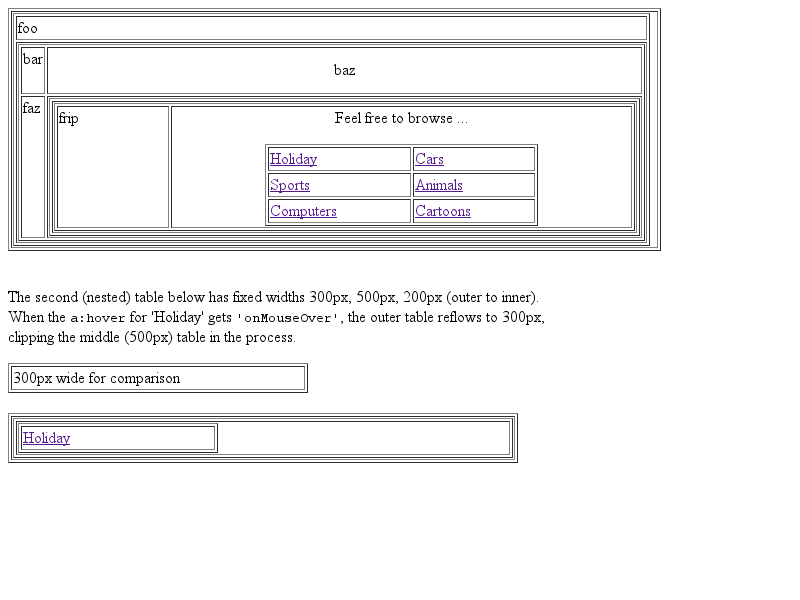 foo
bar
baz
faz
frip
Feel free to browse ...
Holiday Cars
Sports Animals
Computers Cartoons
The second (nested) table below has fixed widths 300px, 500px, 200px (outer to inner).
When the a:hover for 'Holiday' gets 'onMouseOver', the outer table reflows to 300px,
clipping the middle (500px) table in the process.
300px wide for comparison
Holiday